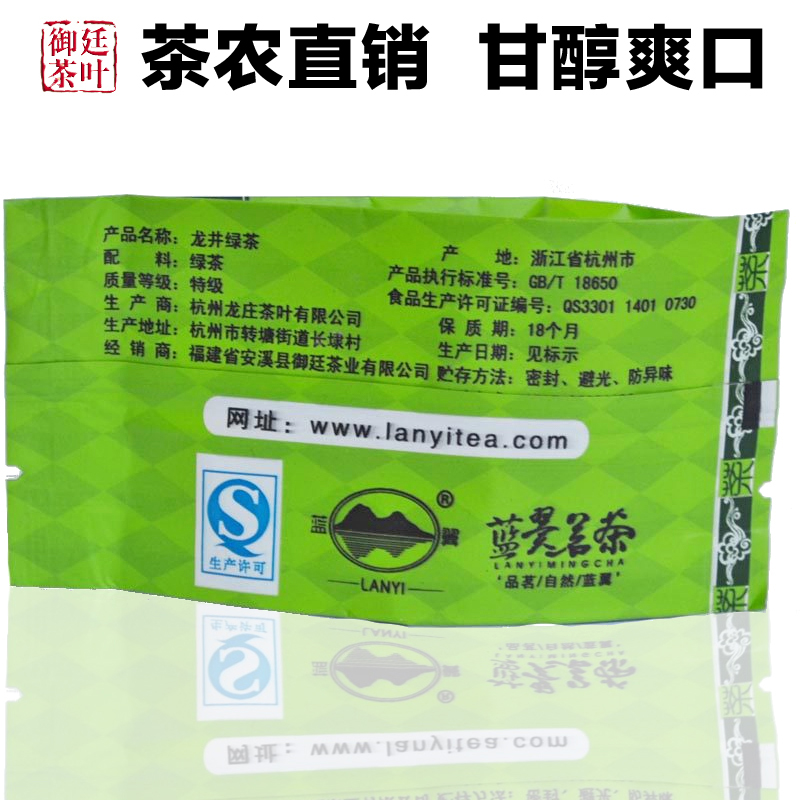 御廷
茶叶
茶农直销 甘醇爽口
产品名称：龙井绿茶
配 料：绿茶
质量等级：特级
生 产 商：杭州龙庄茶叶有限公司
生产地址：杭州市转塘街道长埭村
经 销 商：福建省安溪县御廷茶业有限公司
产 地：浙江省杭州市
产品执行标准号：GB/T 18650
食品生产许可证编号：QS3301 1401 0730
保 质 期：18个月
生产日期：见标示
贮存方法：密封、避光、防异味
网址：www.lanyitea.com
生产许可
蓝 翼
®
LANYI
蓝翼茗茶
LANYIMINGCHA
'品茗/自然/蓝翼'
茶
茶
茶